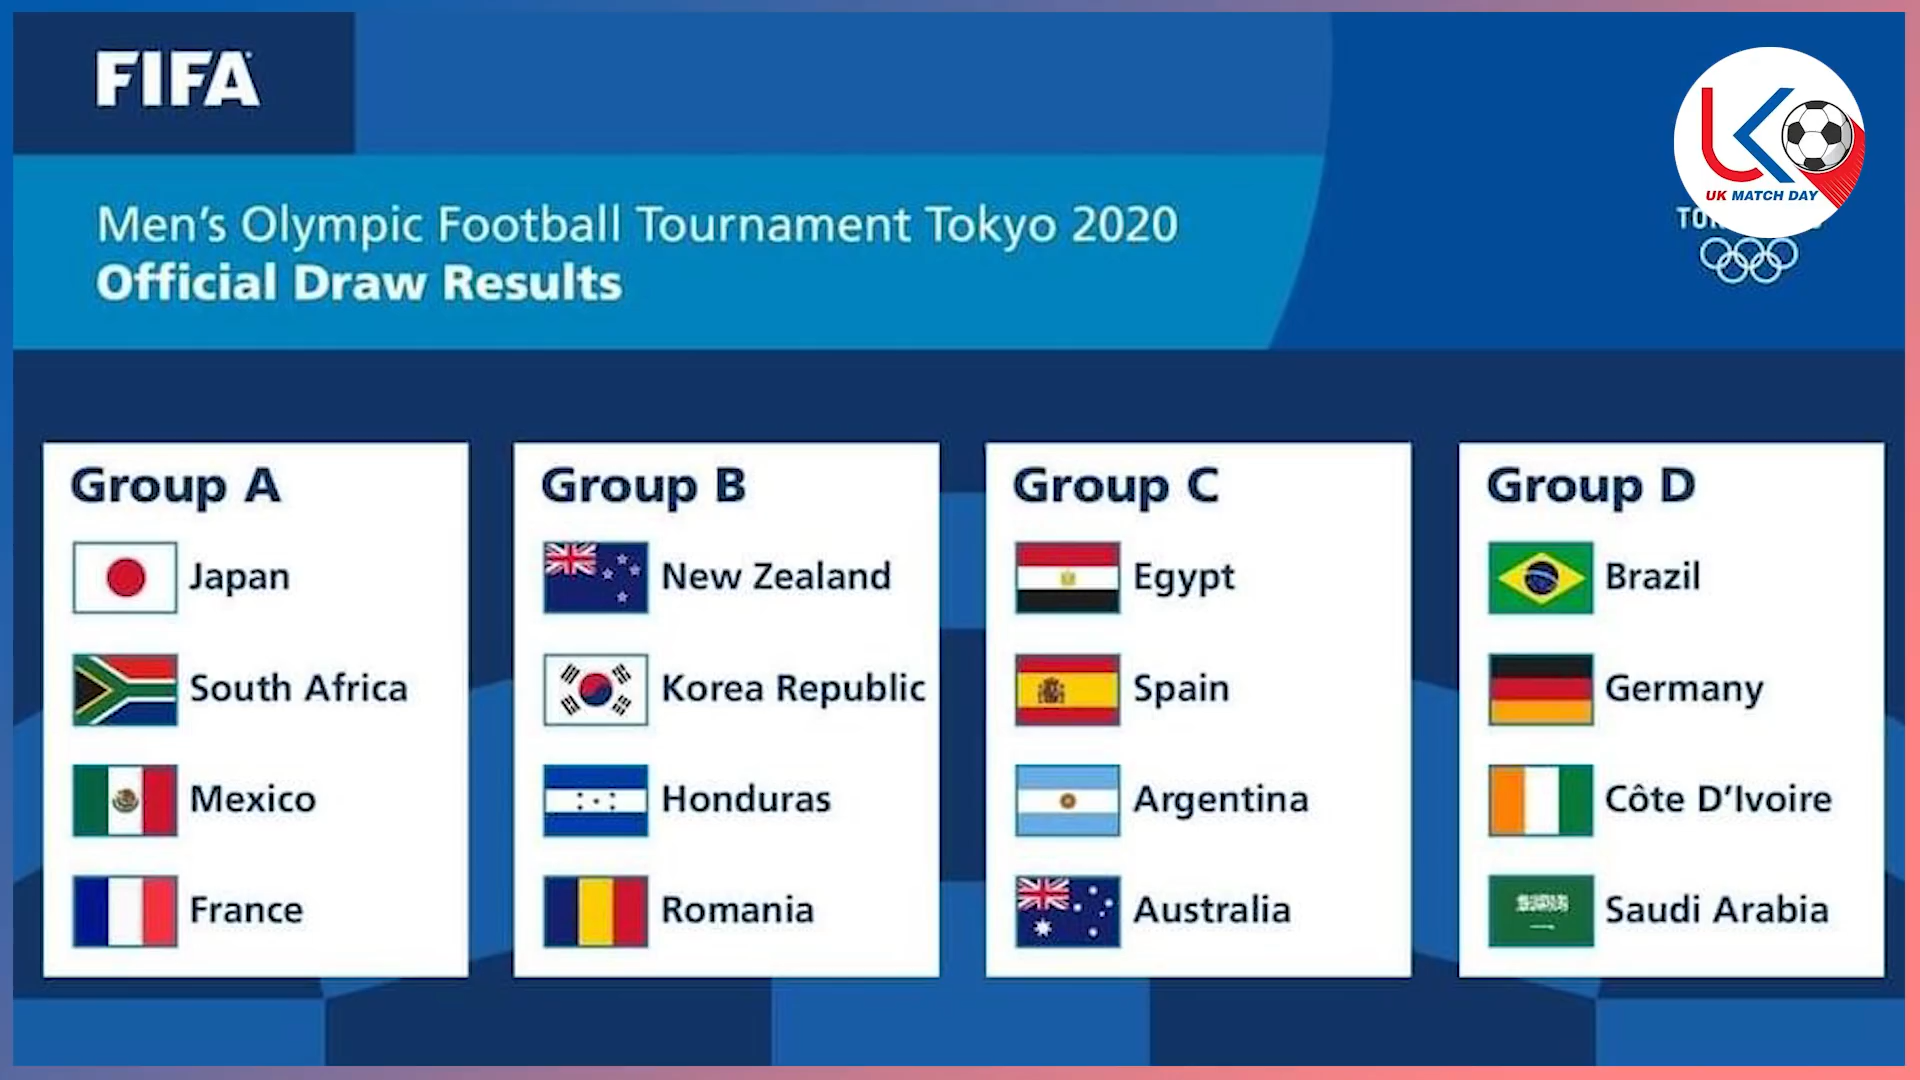 FIFA
UK MATCH DAY
Men's Olympic Football Tournament Tokyo 2020
Official Draw Results
Group A
Japan
South Africa
Mexico
France
Group B
New Zealand
Korea Republic
Honduras
Romania
Group C
Egypt
Spain
Argentina
Australia
Group D
Brazil
Germany
Côte D'Ivoire
Saudi Arabia